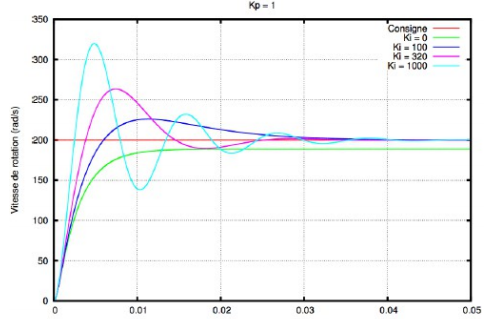 Kp = 1
350
300
250
200
150
100
50
0
Vitesse de rotation (rad/s)
Consigne
Ki = 0
Ki = 100
Ki = 320
Ki = 1000
0
0.01
0.02
0.03
0.04
0.05